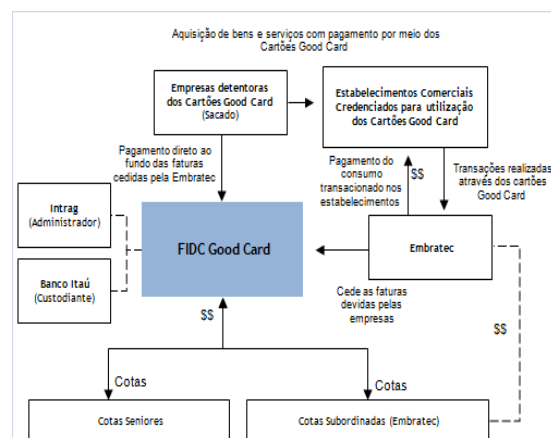 Aquisição de bens e serviços com pagamento por meio dos
Cartões Good Card
Empresas detentoras
dos Cartões Good Card
(Sacado)
Estabelecimentos Comerciais
Credenciados para utilização
dos Cartões Good Card
Pagamento direto ao
fundo das faturas
cedidas pela Embratec
Pagamento do
consumo
transacionado nos
estabelecimentos
$$
Transações realizadas
através dos cartões
Good Card
Intrag
(Administrador)
FIDC Good Card
Embratec
Banco Itaú
(Custodiante)
Cede as faturas
devidas pelas
empresas
$$
$$
Cotas
Cotas
Cotas Seniores
Cotas Subordinadas (Embratec)